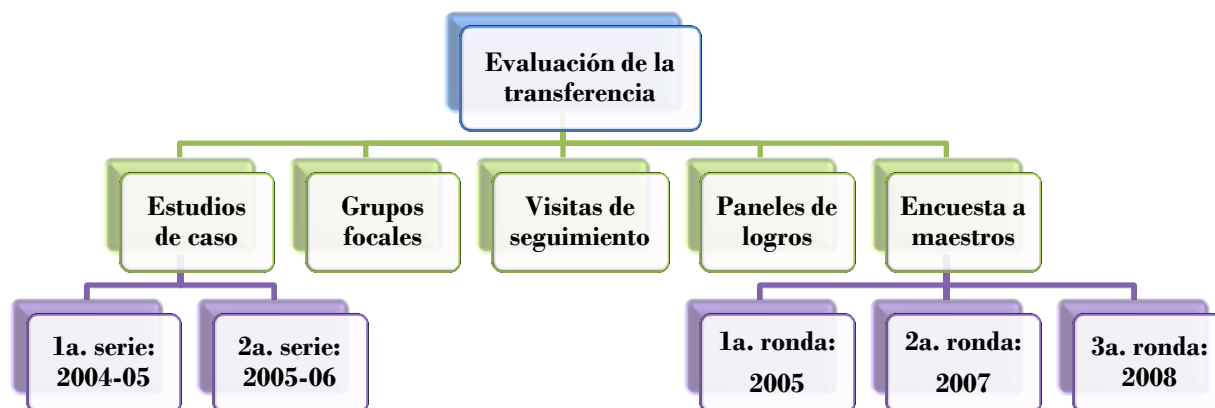 Evaluación de la
transferencia
Estudios
de caso
Grupos
focales
Visitas de
seguimiento
Paneles de
logros
Encuesta a
maestros
1a. serie:
2004-05
2a. serie:
2005-06
1a. ronda:
2005
2a. ronda:
2007
3a. ronda:
2008